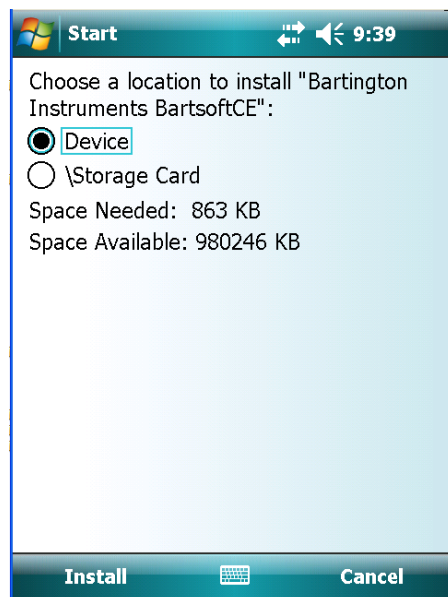 Start 9:39
Choose a location to install "Bartington
Instruments BartsoftCE":
Device
\Storage Card
Space Needed: 863 KB
Space Available: 980246 KB
Install Cancel